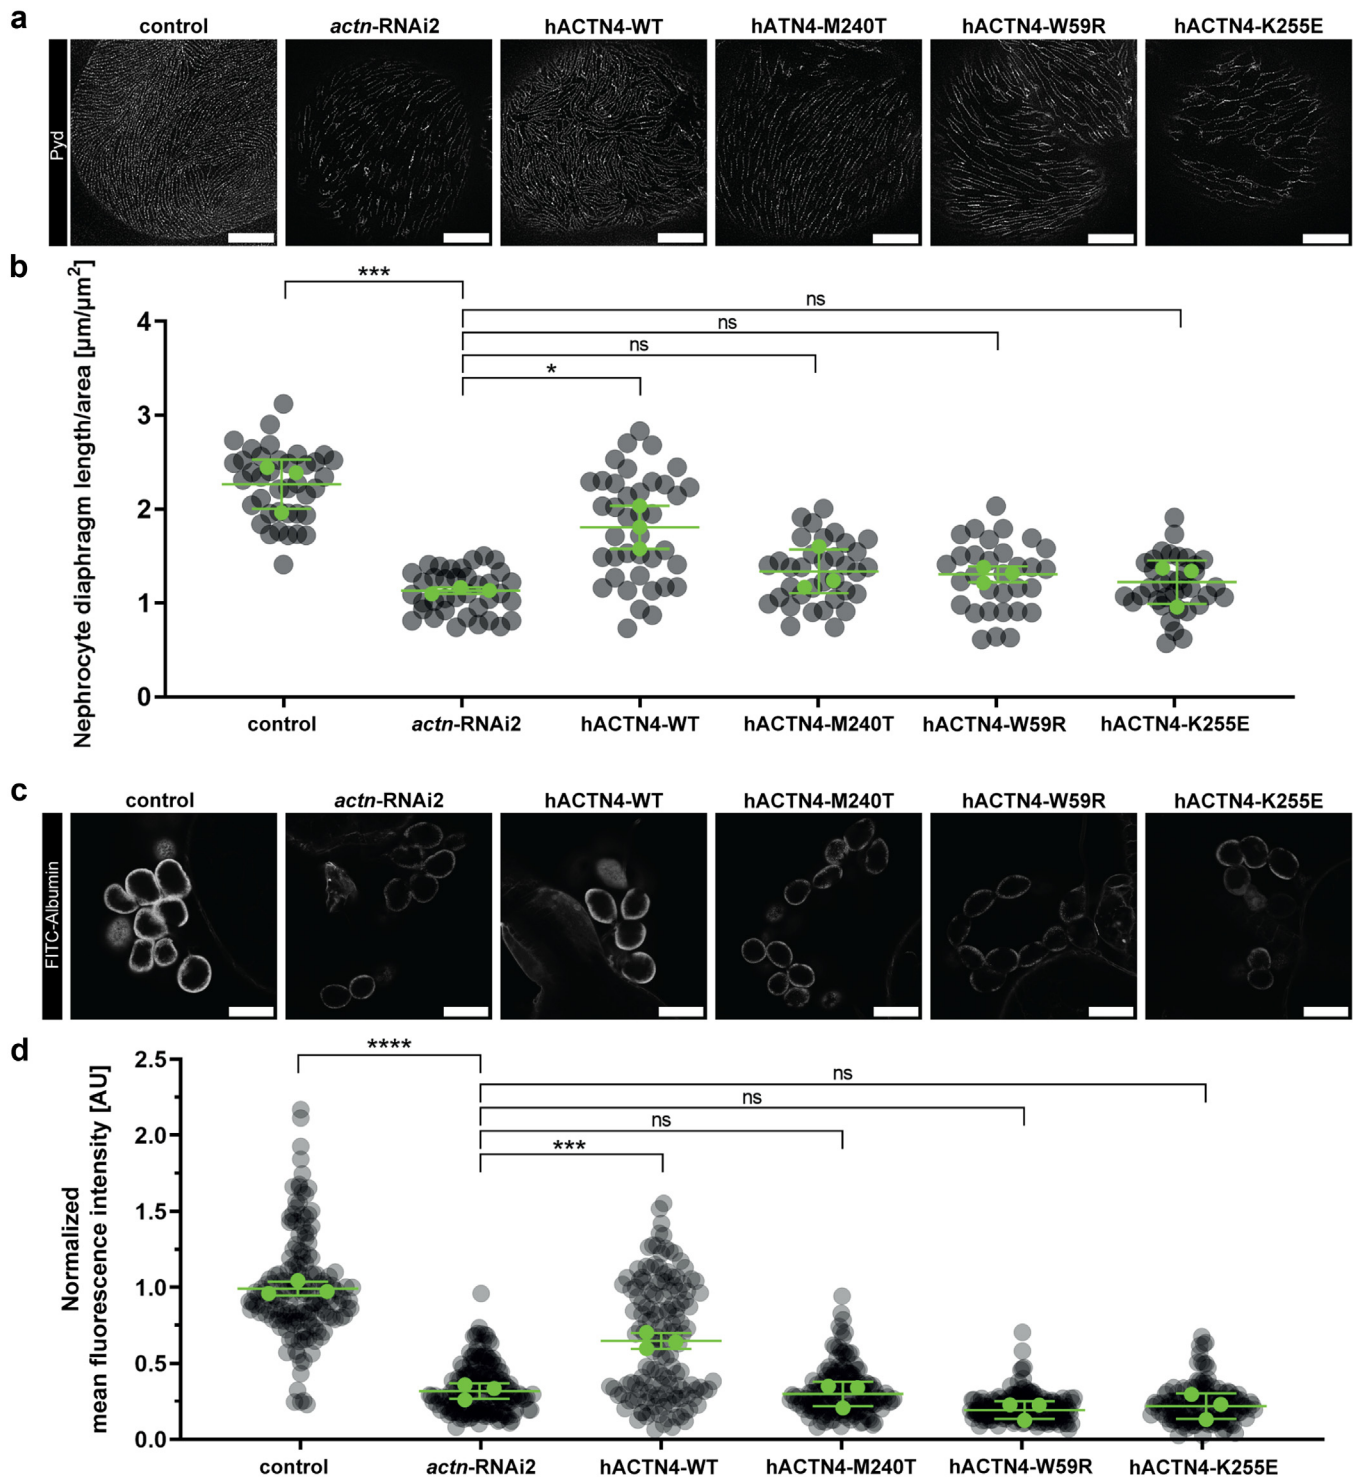 a
control
actn-RNAi2
hACTN4-WT
hATN4-M240T
hACTN4-W59R
hACTN4-K255E
Pyd
b
Nephrocyte diaphragm length/area [µm/µm²]
***
ns
ns
ns
*
4
3
2
1
0
control
actn-RNAi2
hACTN4-WT
hACTN4-M240T
hACTN4-W59R
hACTN4-K255E
c
control
actn-RNAi2
hACTN4-WT
hACTN4-M240T
hACTN4-W59R
hACTN4-K255E
FITC-Albumin
d
Normalized
mean fluorescence intensity [AU]
****
ns
ns
ns
***
2.5
2.0
1.5
1.0
0.5
0.0
control
actn-RNAi2
hACTN4-WT
hACTN4-M240T
hACTN4-W59R
hACTN4-K255E